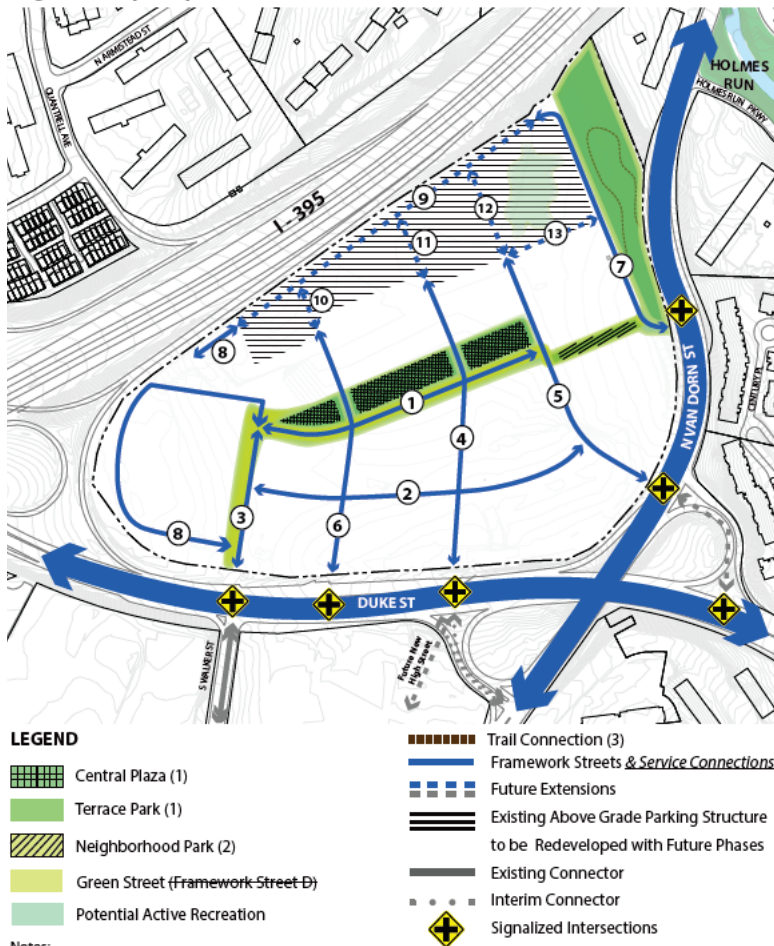 N ARMISTEAD ST
QUANTRELL AVE
HOLMES
RUN
HOLMES RUN PKWY
I - 395
9
12
11
13
10
7
8
1
5
4
2
3
6
8
N VAN DORN ST
CENTURY PL
DUKE ST
S WALKER ST
Future New
High Street
LEGEND
Central Plaza (1)
Terrace Park (1)
Neighborhood Park (2)
Green Street (Framework Street D)
Potential Active Recreation
Notes:
Trail Connection (3)
Framework Streets & Service Connections
Future Extensions
Existing Above Grade Parking Structure
to be Redeveloped with Future Phases
Existing Connector
Interim Connector
Signalized Intersections